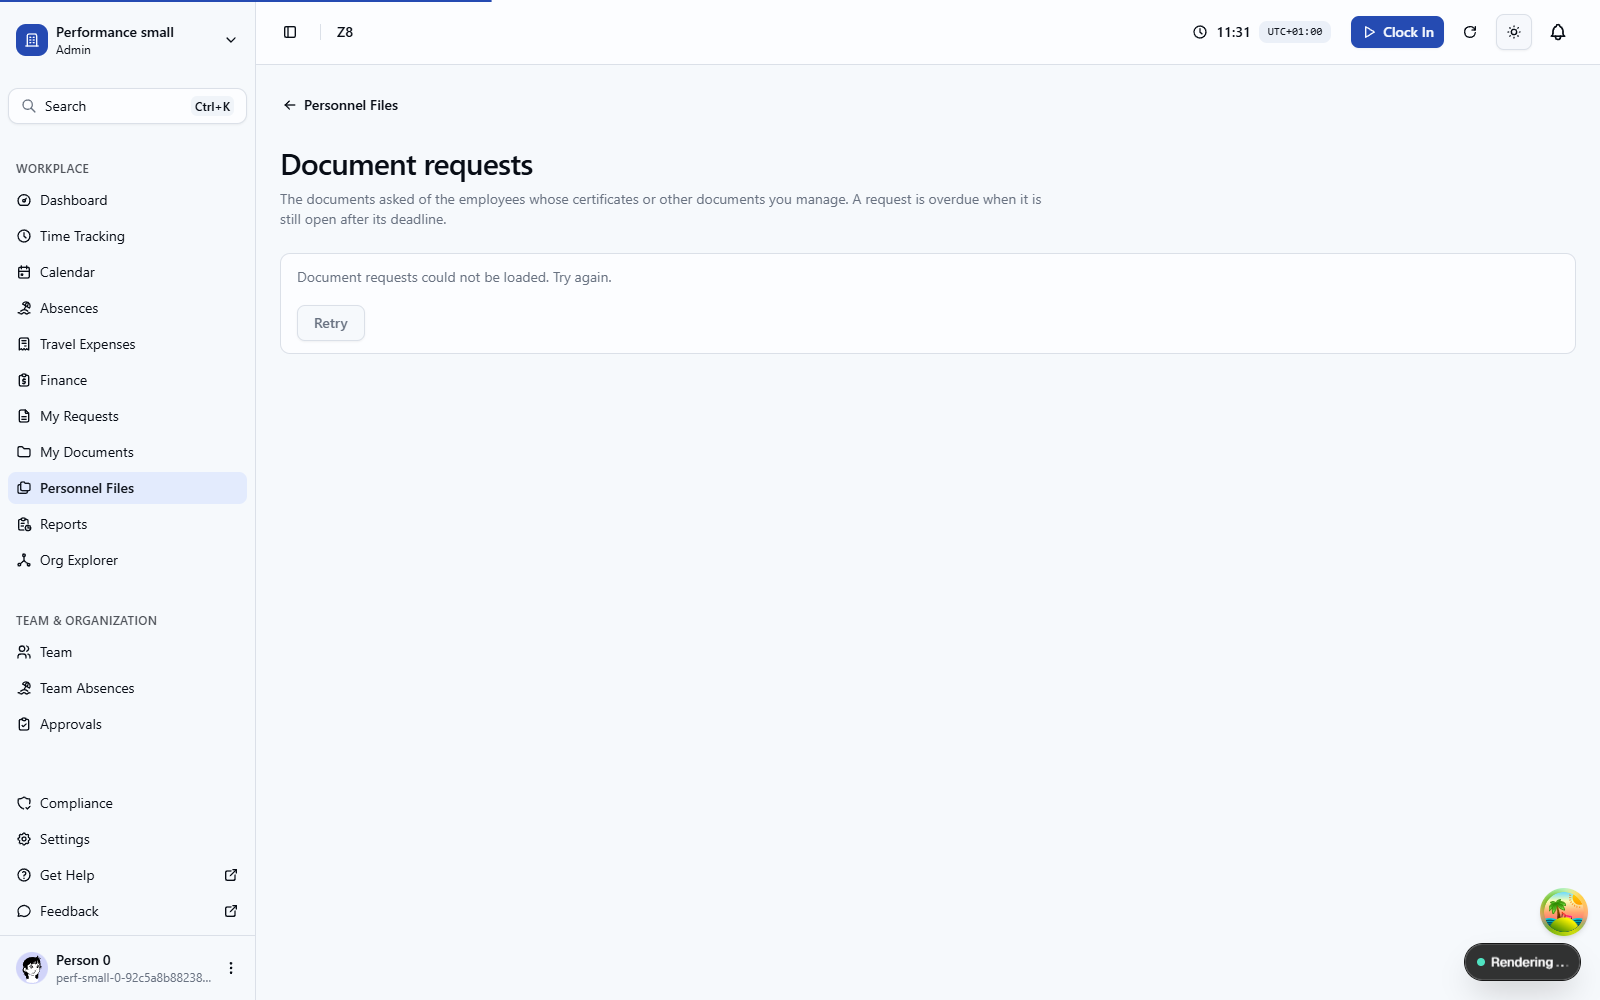 Performance small
Admin
Search
Ctrl+K
WORKPLACE
Dashboard
Time Tracking
Calendar
Absences
Travel Expenses
Finance
My Requests
My Documents
Personnel Files
Reports
Org Explorer
TEAM & ORGANIZATION
Team
Team Absences
Approvals
Compliance
Settings
Get Help
Feedback
Person 0
perf-small-0-92c5a8b88238...
Z8
11:31
UTC+01:00
Clock In
Personnel Files
Document requests
The documents asked of the employees whose certificates or other documents you manage. A request is overdue when it is
still open after its deadline.
Document requests could not be loaded. Try again.
Retry
Rendering ...